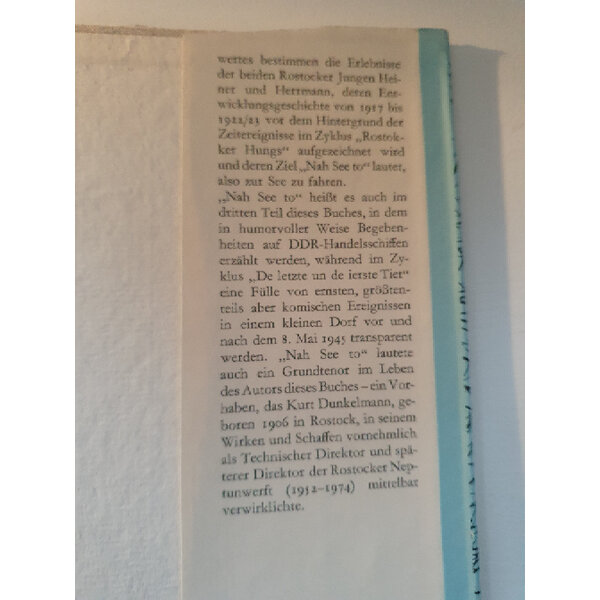 wertes bestimmen die Erlebnisse
der beiden Rostocker Jungen Hei-
ner und Herrmann, deren Ent-
wicklungsgeschichte von 1917 bis
1922/23 vor dem Hintergrund der
Zeitereignisse im Zyklus „Rostok-
ker Hungs“ aufgezeichnet wird
und deren Ziel „Nah See to“ lautet,
also zur See zu fahren.
„Nah See to“ heißt es auch im
dritten Teil dieses Buches, in dem
in humorvoller Weise Begeben-
heiten auf DDR-Handelsschiffen
erzählt werden, während im Zy-
klus „De letzte un de ierste Tier“
eine Fülle von ernsten, größten-
teils aber komischen Ereignissen
in einem kleinen Dorf vor und
nach dem 8. Mai 1945 transparent
werden. „Nah See to“ lautete
auch ein Grundtenor im Leben
des Autors dieses Buches – ein Vor-
haben, das Kurt Dunkelmann, ge-
boren 1906 in Rostock, in seinem
Wirken und Schaffen vornehmlich
als Technischer Direktor und spä-
terer Direktor der Rostocker Nep-
tunwerft (1952–1974) mittelbar
verwirklichte.